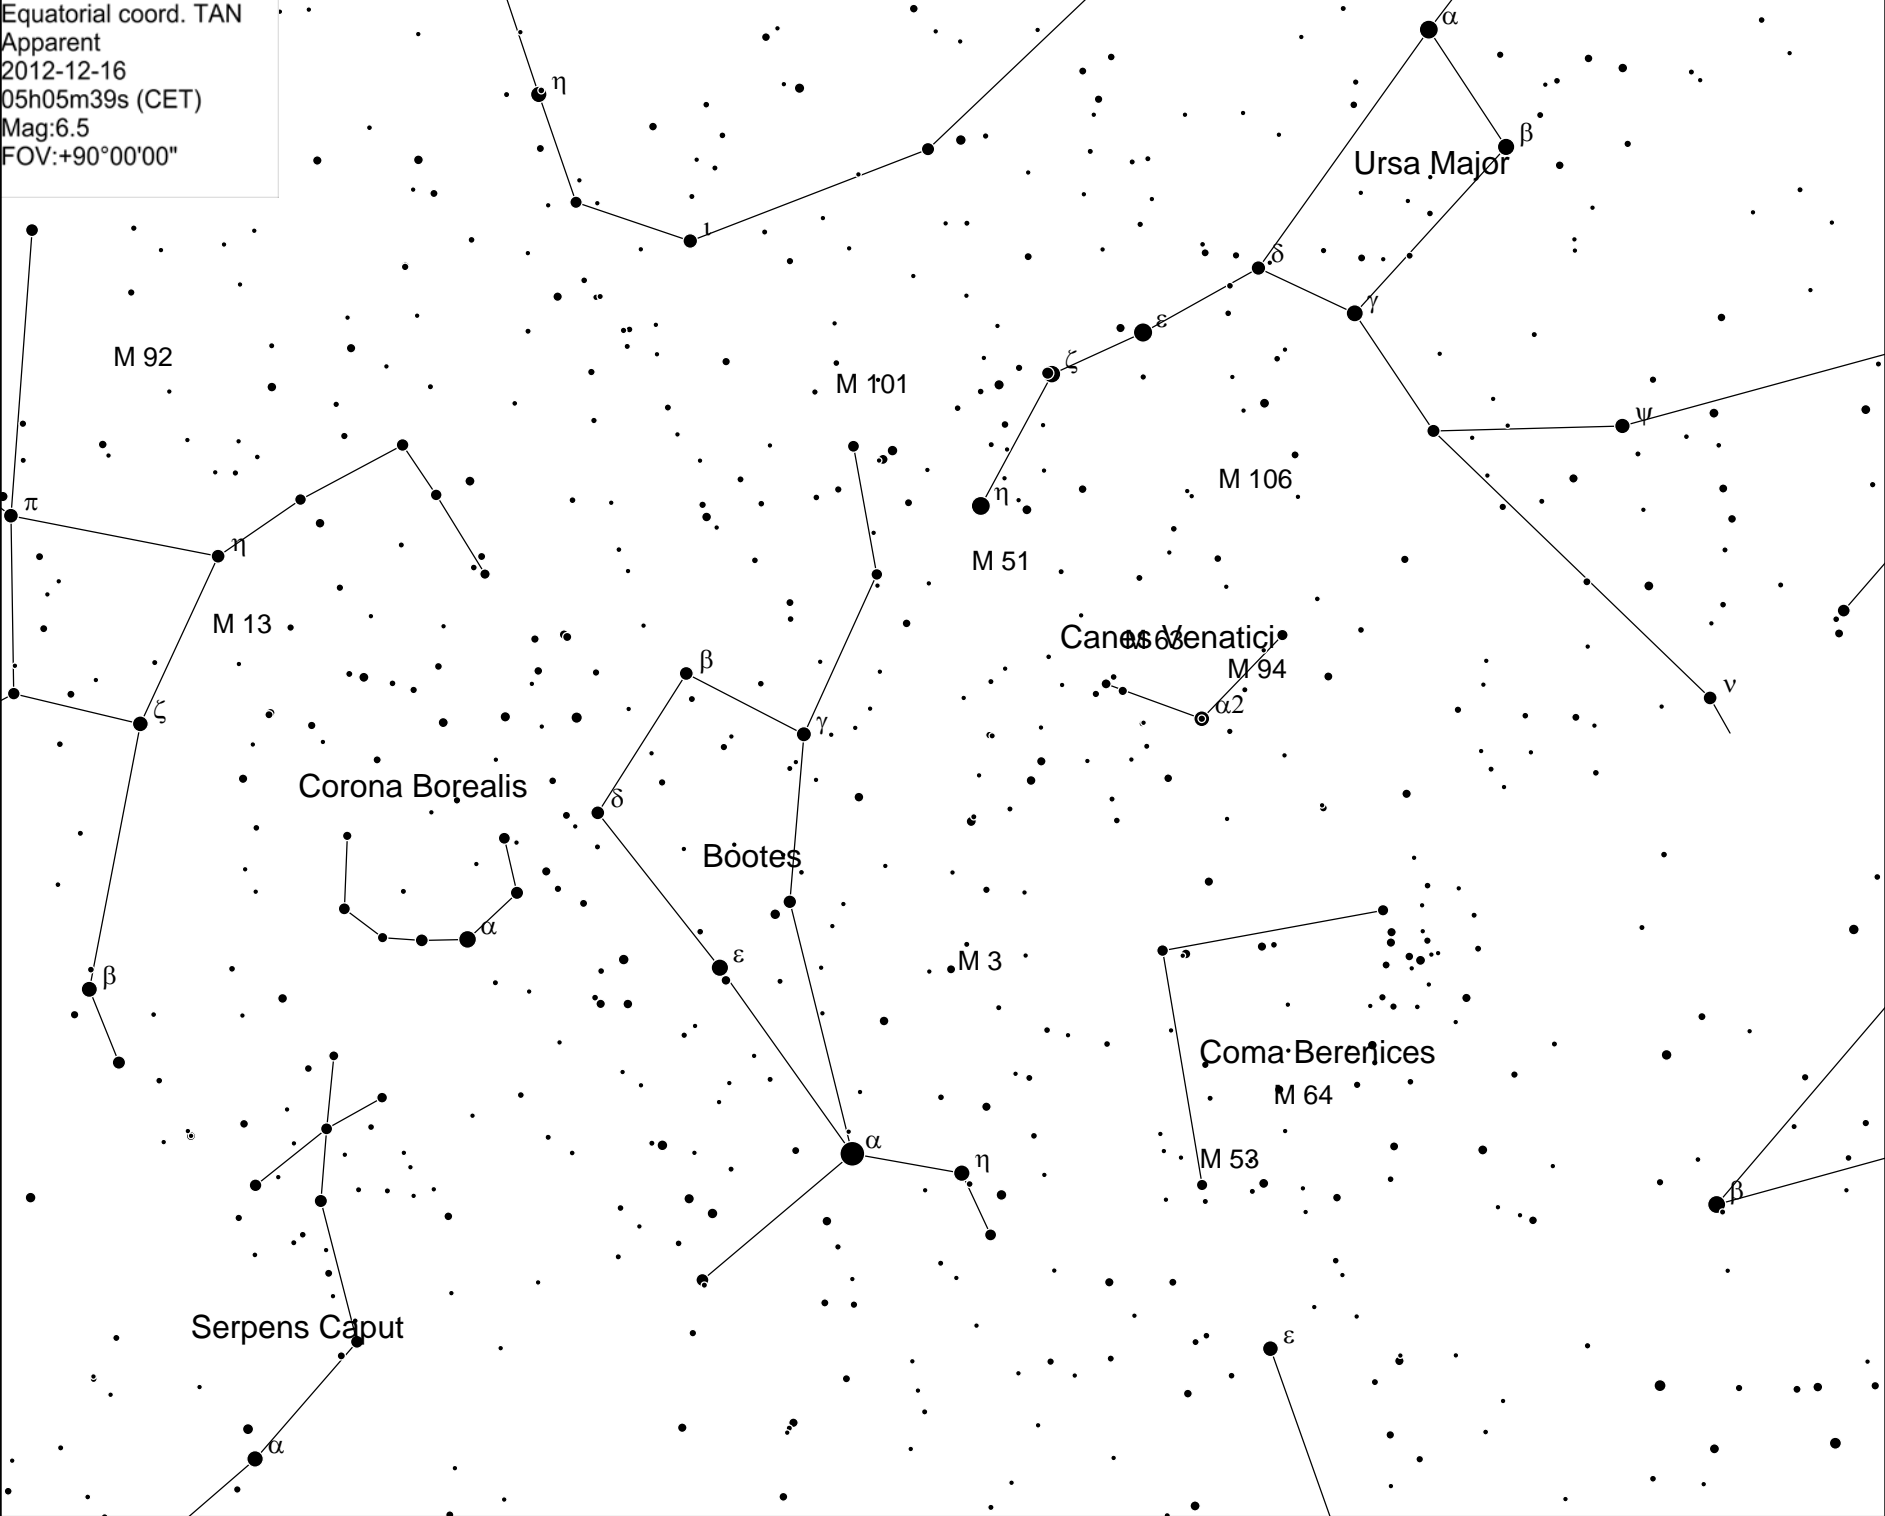 Equatorial coord. TAN
Apparent
2012-12-16
05h05m39s (CET)
Mag:6.5
FOV:+90°00'00"
α
η
β
Ursa Major
ι
δ
γ
ε
M 92
ζ
M 101
ψ
M 106
π
η
η
M 51
M 13
Canes Venatici
M 63
β
M 94
ν
α2
ζ
γ
Corona Borealis
δ
Bootes
α
ε
M 3
β
Coma Berenices
M 64
α
M 53
η
β
Serpens Caput
ε
α